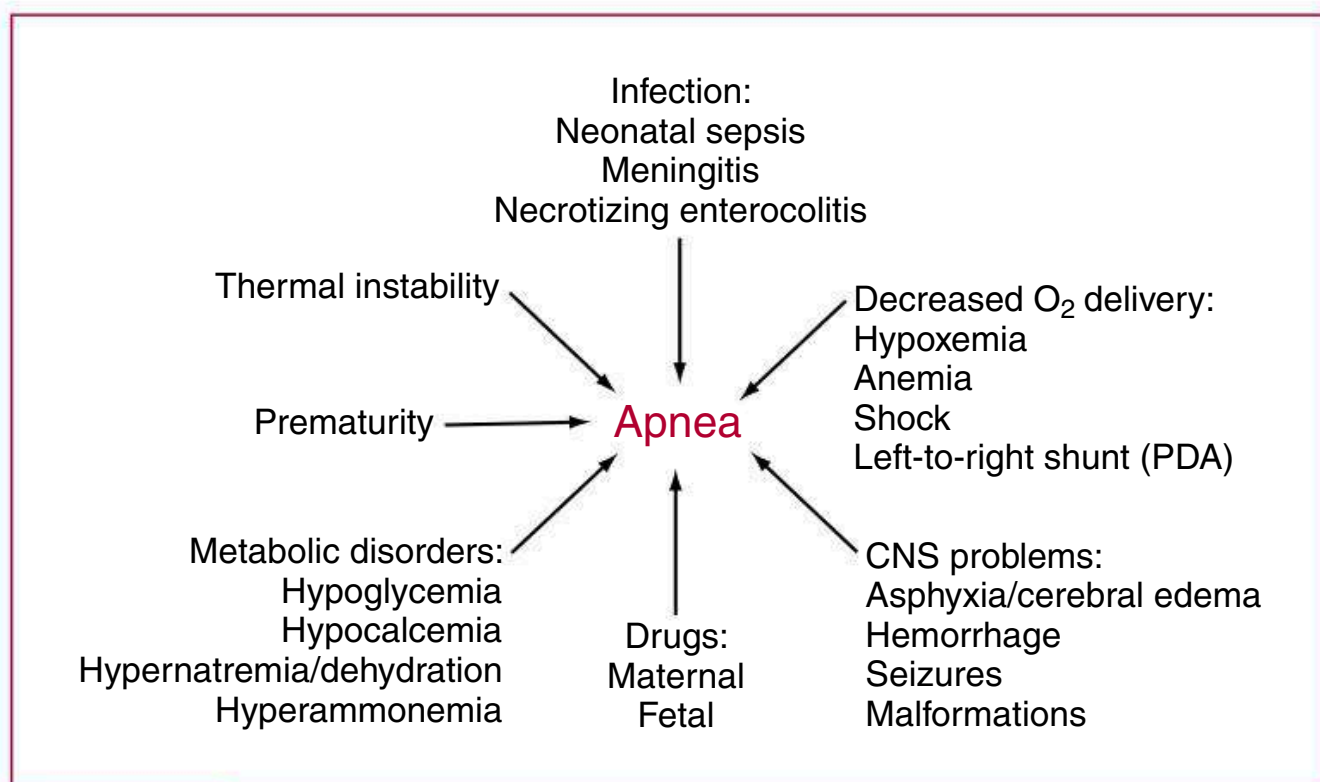 Infection:
Neonatal sepsis
Meningitis
Necrotizing enterocolitis
Thermal instability
Decreased O₂ delivery:
Hypoxemia
Anemia
Shock
Left-to-right shunt (PDA)
Prematurity
Apnea
Metabolic disorders:
Hypoglycemia
Hypocalcemia
Hypernatremia/dehydration
Hyperammonemia
Drugs:
Maternal
Fetal
CNS problems:
Asphyxia/cerebral edema
Hemorrhage
Seizures
Malformations